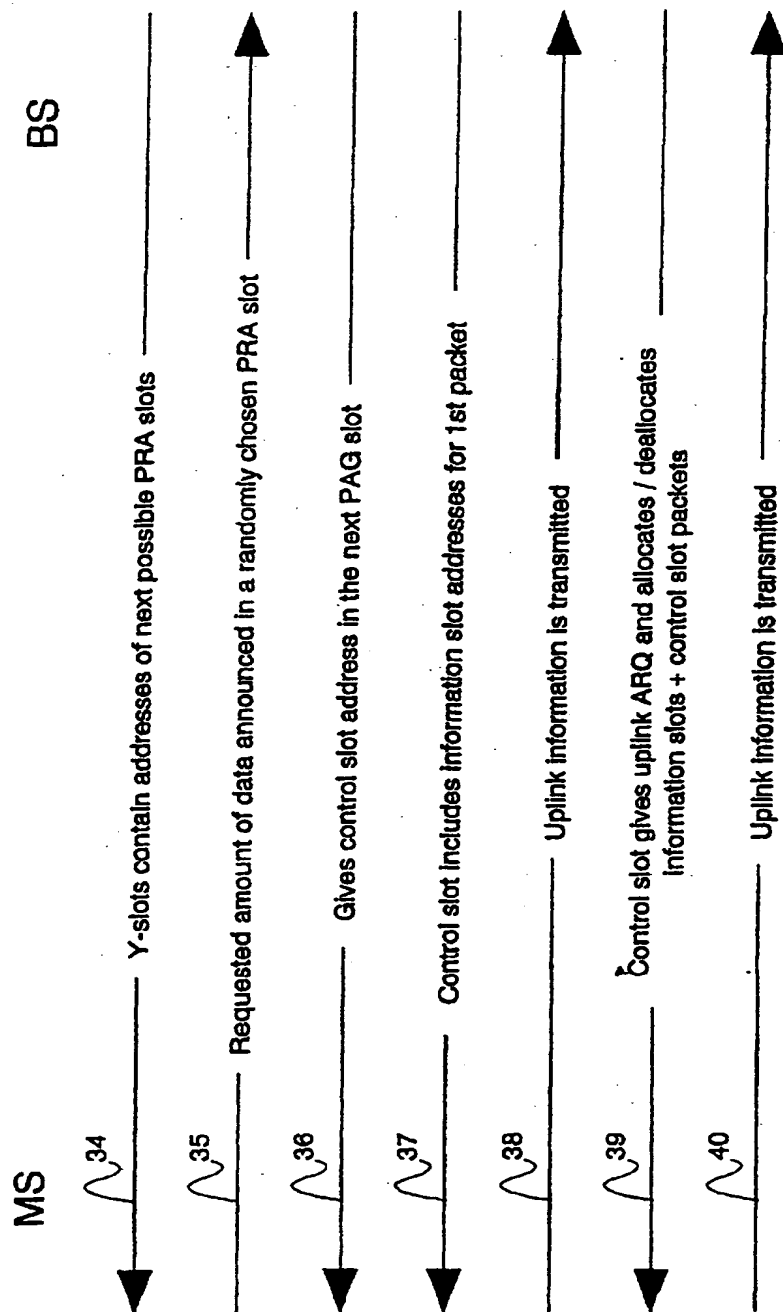 MS
BS
34
Y-slots contain addresses of next possible PRA slots
35
Requested amount of data announced in a randomly chosen PRA slot
36
Gives control slot address in the next PAG slot
37
Control slot includes information slot addresses for 1st packet
38
Uplink information is transmitted
39
Control slot gives uplink ARQ and allocates / deallocates
Information slots + control slot packets
40
Uplink information is transmitted